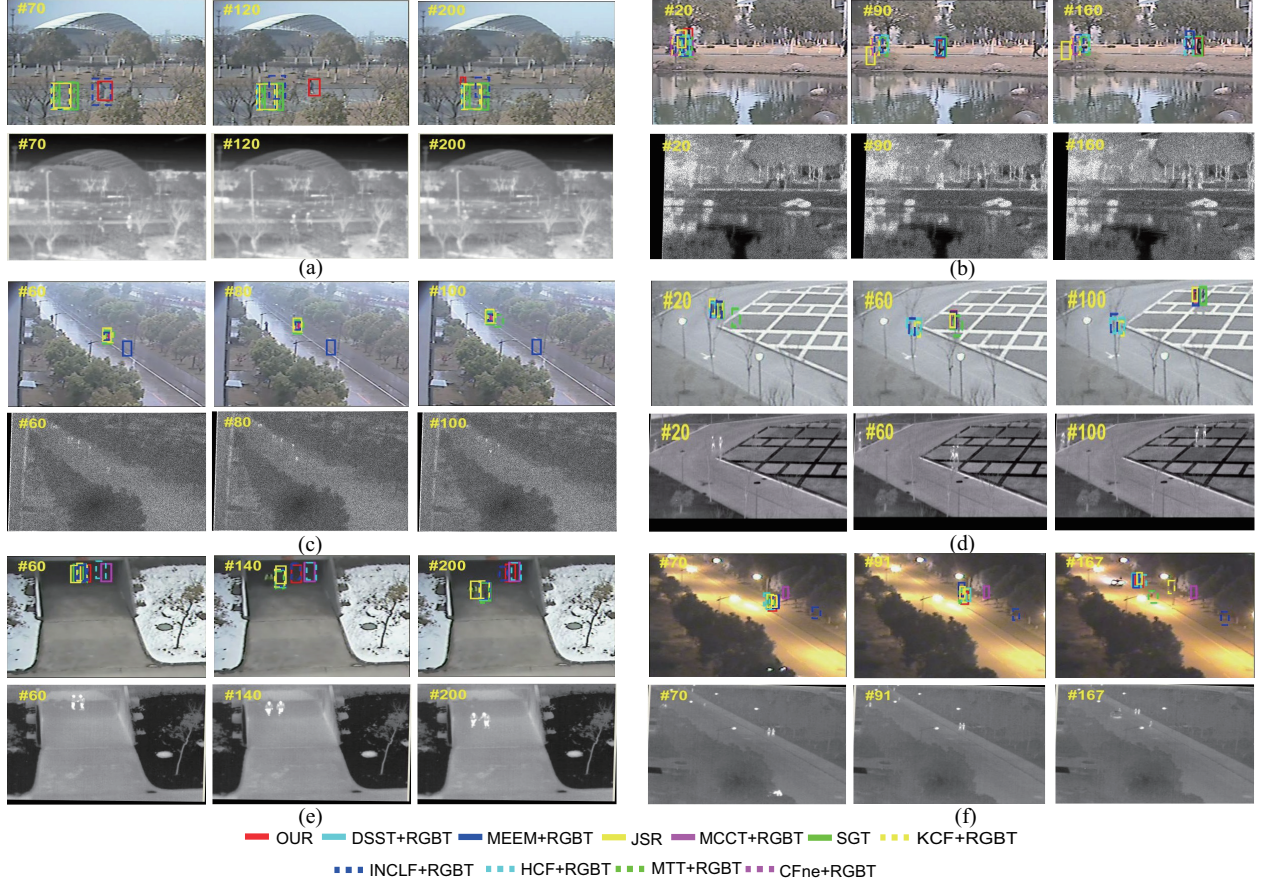 #70 #120 #200
#20 #90 #160
#70 #120 #200
#20 #90 #160
(a)
(b)
#60 #80 #100
#20 #60 #100
#60 #80 #100
#20 #60 #100
(c)
(d)
#60 #140 #200
#70 #91 #167
#60 #140 #200
#70 #91 #167
(e)
(f)
OUR DSST+RGBT MEEM+RGBT JSR MCCT+RGBT SGT KCF+RGBT
INCLF+RGBT HCF+RGBT MTT+RGBT CFne+RGBT